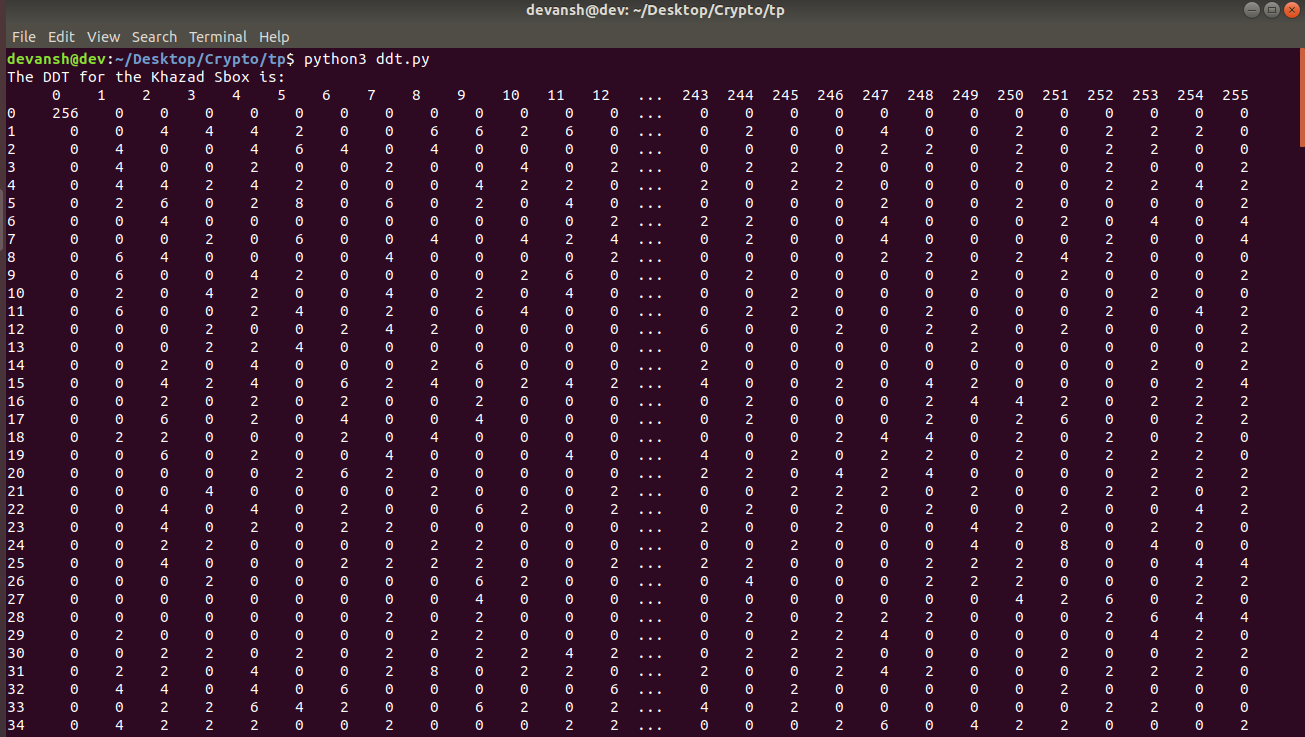 devansh@dev: ~/Desktop/Crypto/tp
File Edit View Search Terminal Help
devansh@dev:~/Desktop/Crypto/tp$ python3 ddt.py
The DDT for the Khazad Sbox is:
0 1 2 3 4 5 6 7 8 9 10 11 12 ... 243 244 245 246 247 248 249 250 251 252 253 254 255
0 256 0 0 0 0 0 0 0 0 0 0 0 0 ... 0 0 0 0 0 0 0 0 0 0 0 0 0
1 0 0 4 4 4 2 0 0 6 6 2 6 0 ... 0 2 0 0 4 0 0 2 0 2 2 2 0
2 0 4 0 0 4 6 4 0 4 0 0 0 0 ... 0 0 0 0 2 2 0 2 0 2 2 0 0
3 0 4 0 0 2 0 0 2 0 0 4 0 2 ... 0 2 2 2 0 0 0 2 0 2 0 0 2
4 0 4 4 2 4 2 0 0 0 4 2 2 0 ... 2 0 2 2 0 0 0 0 0 2 2 4 2
5 0 2 6 0 2 8 0 6 0 2 0 4 0 ... 0 0 0 0 2 0 0 2 0 0 0 0 2
6 0 0 4 0 0 0 0 0 0 0 0 0 2 ... 2 2 0 0 4 0 0 0 2 0 4 0 4
7 0 0 0 2 0 6 0 0 4 0 4 2 4 ... 0 2 0 0 4 0 0 0 0 2 0 0 4
8 0 6 4 0 0 0 0 4 0 0 0 0 2 ... 0 0 0 0 2 2 0 2 4 2 0 0 0
9 0 6 0 0 4 2 0 0 0 0 2 6 0 ... 0 2 0 0 0 0 2 0 2 0 0 0 2
10 0 2 0 4 2 0 0 4 0 2 0 4 0 ... 0 0 2 0 0 0 0 0 0 0 2 0 0
11 0 6 0 0 2 4 0 2 0 6 4 0 0 ... 0 2 2 0 0 2 2 0 0 2 0 4 2
12 0 0 0 2 0 0 2 4 2 0 0 0 0 ... 6 0 0 2 0 2 2 0 2 0 0 0 2
13 0 0 0 2 2 4 0 0 0 0 0 0 0 ... 0 0 0 0 0 0 2 0 0 0 0 0 2
14 0 0 2 0 4 0 0 0 2 6 0 0 0 ... 2 0 0 0 0 0 0 0 0 0 2 0 2
15 0 0 4 2 4 0 6 2 4 0 2 4 2 ... 4 0 0 2 0 4 2 0 0 0 0 2 4
16 0 0 2 0 2 0 2 0 0 2 0 0 0 ... 0 2 0 0 0 2 4 4 2 0 2 2 2
17 0 0 6 0 2 0 4 0 0 4 0 0 0 ... 0 2 0 0 0 2 0 2 6 0 0 2 2
18 0 2 2 0 0 0 2 0 4 0 0 0 0 ... 0 0 0 2 4 4 0 2 0 2 0 2 0
19 0 0 6 0 2 0 0 4 0 0 0 4 0 ... 4 0 2 0 2 2 0 2 0 2 2 2 0
20 0 0 0 0 0 2 6 2 0 0 0 0 0 ... 2 2 0 4 2 4 0 0 0 0 2 2 2
21 0 0 0 4 0 0 0 0 2 0 0 0 2 ... 0 0 2 2 2 0 2 0 0 2 2 0 2
22 0 0 4 0 4 0 2 0 0 6 2 0 2 ... 0 2 0 2 0 2 0 0 2 0 0 4 2
23 0 0 4 0 2 0 2 2 0 0 0 0 0 ... 2 0 0 2 0 0 4 2 0 0 2 2 0
24 0 0 2 2 0 0 0 0 2 2 0 0 0 ... 0 0 2 0 0 0 4 0 8 0 4 0 0
25 0 0 4 0 0 0 2 2 2 2 0 0 2 ... 2 2 0 0 0 2 2 2 0 0 0 4 4
26 0 0 0 2 0 0 0 0 0 6 2 0 0 ... 0 4 0 0 0 2 2 2 0 0 0 2 2
27 0 0 0 0 0 0 0 0 0 4 0 0 0 ... 0 0 0 0 0 0 0 4 2 6 0 2 0
28 0 0 0 0 0 0 0 2 0 2 0 0 0 ... 0 2 0 2 2 2 0 0 0 2 6 4 4
29 0 2 0 0 0 0 0 0 2 2 0 0 0 ... 0 0 2 2 4 0 0 0 0 0 4 2 0
30 0 0 2 2 0 2 0 2 0 2 2 4 2 ... 0 2 2 2 0 0 0 0 2 0 0 2 2
31 0 2 2 0 4 0 0 2 8 0 2 2 0 ... 2 0 0 2 4 2 0 0 0 2 2 2 0
32 0 4 4 0 4 0 6 0 0 0 0 0 6 ... 0 0 2 0 0 0 0 0 2 0 0 0 0
33 0 0 2 2 6 4 2 0 0 6 2 0 2 ... 4 0 2 0 0 0 0 0 0 2 2 0 0
34 0 4 2 2 2 0 0 2 0 0 0 2 2 ... 0 0 0 2 6 0 4 2 2 0 0 0 2